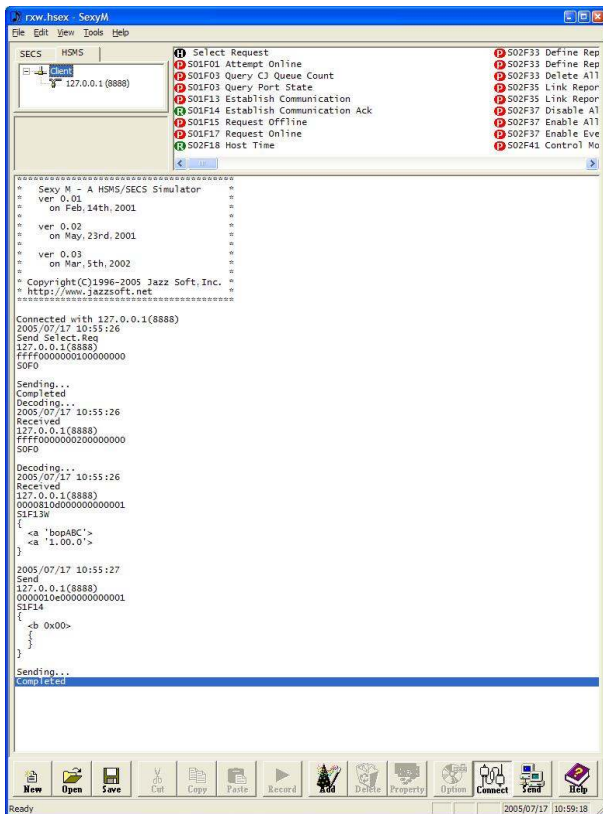 rxw.hsex - SexyM
File Edit View Tools Help
SECS HSMS
Client
127.0.0.1 (8888)
H Select Request
P S01F01 Attempt Online
P S01F03 Query CJ Queue Count
P S01F03 Query Port State
P S01F13 Establish Communication
R S01F14 Establish Communication Ack
P S01F15 Request Offline
P S01F17 Request Online
R S02F18 Host Time
P S02F33 Define Rep
P S02F33 Define Rep
P S02F33 Delete All
P S02F35 Link Repor
P S02F35 Link Repor
P S02F37 Disable Al
P S02F37 Enable All
P S02F37 Enable Eve
P S02F41 Control Mo
****************************************
* Sexy M - A HSMS/SECS Simulator *
* ver 0.01 *
* on Feb,14th,2001 *
* *
* ver 0.02 *
* on May,23rd,2001 *
* *
* ver 0.03 *
* on Mar,5th,2002 *
* *
* Copyright(C)1996-2005 Jazz Soft,Inc. *
* http://www.jazzsoft.net *
****************************************
Connected with 127.0.0.1(8888)
2005/07/17 10:55:26
Send Select.Req
127.0.0.1(8888)
ffff0000000100000000
S0F0
Sending...
Completed
Decoding...
2005/07/17 10:55:26
Received
127.0.0.1(8888)
ffff0000000200000000
S0F0
Decoding...
2005/07/17 10:55:26
Received
127.0.0.1(8888)
0000810d000000000001
S1F13W
{
<a 'bopABC'>
<a '1.00.0'>
}
2005/07/17 10:55:27
Send
127.0.0.1(8888)
0000010e000000000001
S1F14
{
<b 0x00>
{
}
}
Sending...
Completed
New Open Save Cut Copy Paste Record Add Delete Property Option Connect Send Help
Ready 2005/07/17 10:59:18